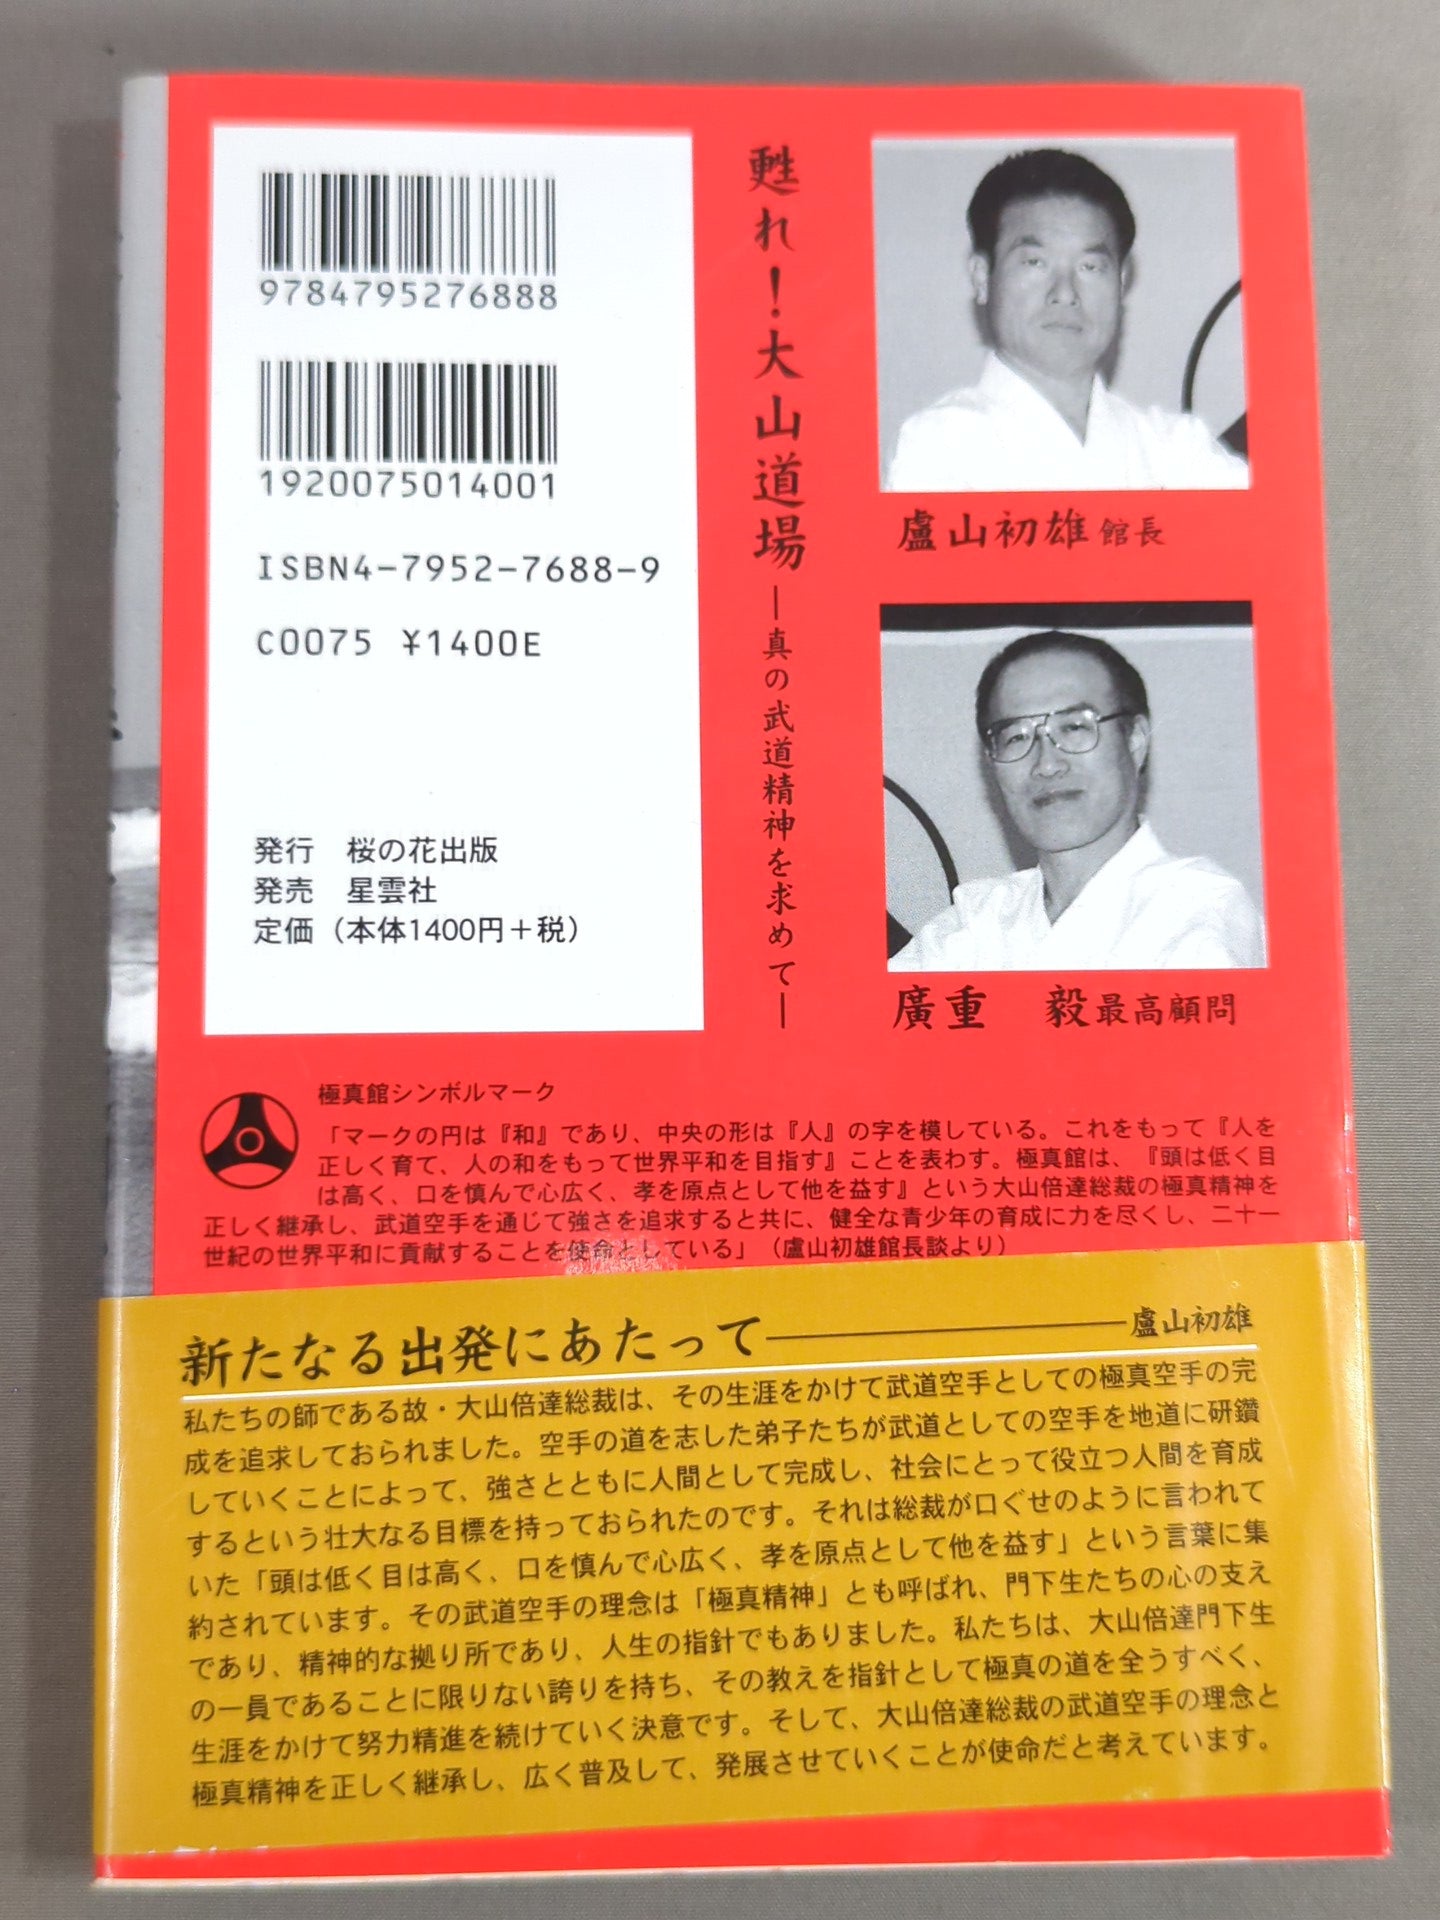 9784795276888
1920075014001
ISBN4-7952-7688-9
C0075 ¥1400E
発行　桜の花出版
発売　星雲社
定価（本体1400円＋税）
甦れ！大山道場
―真の武道精神を求めて―
盧山初雄館長
廣重　毅最高顧問
極真館シンボルマーク
「マークの円は『和』であり、中央の形は『人』の字を模している。これをもって『人を
正しく育て、人の和をもって世界平和を目指す』ことを表わす。極真館は、『頭は低く目
は高く、口を慎んで心広く、孝を原点として他を益す』という大山倍達総裁の極真精神を
正しく継承し、武道空手を通じて強さを追求すると共に、健全な青少年の育成に力を尽くし、二十一
世紀の世界平和に貢献することを使命としている」（盧山初雄館長談より）
新たなる出発にあたって――盧山初雄
私たちの師である故・大山倍達総裁は、その生涯をかけて武道空手としての極真空手の完
成を追求しておられました。空手の道を志した弟子たちが武道としての空手を地道に研鑽
していくことによって、強さとともに人間として完成し、社会にとって役立つ人間を育成
するという壮大なる目標を持っておられたのです。それは総裁が口ぐせのように言われて
いた「頭は低く目は高く、口を慎んで心広く、孝を原点として他を益す」という言葉に集
約されています。その武道空手の理念は「極真精神」とも呼ばれ、門下生たちの心の支え
であり、精神的な拠り所であり、人生の指針でもありました。私たちは、大山倍達門下生
の一員であることに限りない誇りを持ち、その教えを指針として極真の道を全うすべく、
生涯をかけて努力精進を続けていく決意です。そして、大山倍達総裁の武道空手の理念と
極真精神を正しく継承し、広く普及して、発展させていくことが使命だと考えています。